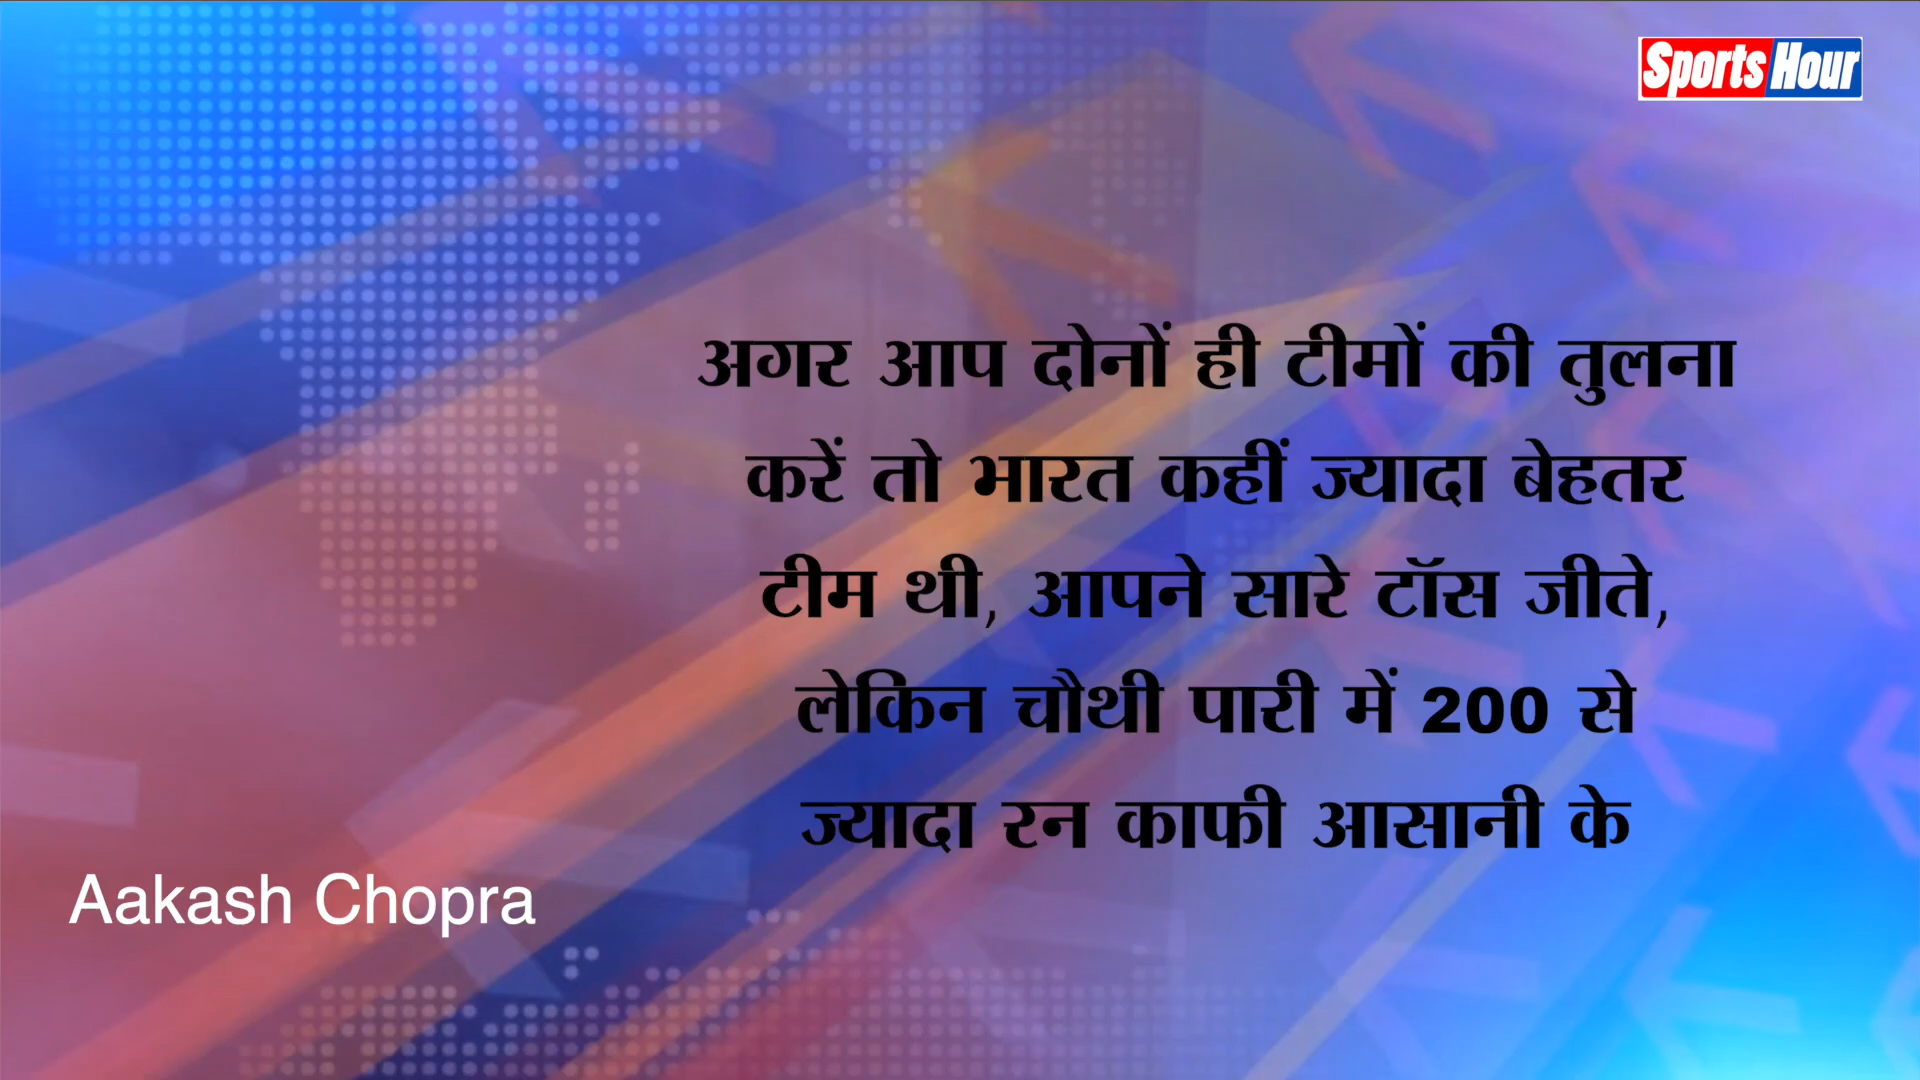 Sports Hour
अगर आप दोनों ही टीमों की तुलना
करें तो भारत कहीं ज्यादा बेहतर
टीम थी, आपने सारे टॉस जीते,
लेकिन चौथी पारी में 200 से
ज्यादा रन काफी आसानी के
Aakash Chopra